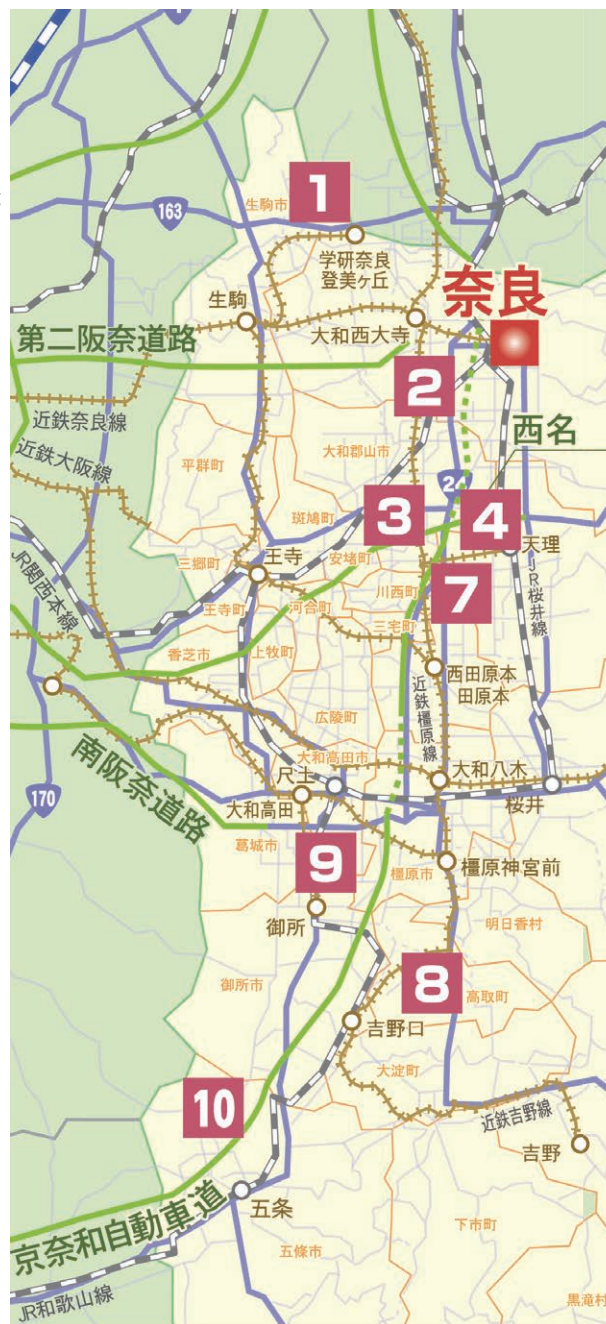 163
生駒市
1
学研奈良
登美ヶ丘
生駒
奈良
大和西大寺
第二阪奈道路
2
近鉄奈良線
西名
近鉄大阪線
平群町
大和郡山市
24
斑鳩町
3
4
三郷町
王寺
安堵町
天理
JR関西本線
川西町
7
王寺町
河合町
三宅町
JR桜井線
香芝市
上牧町
西田原本
田原本
近鉄橿原線
広陵町
南阪奈道路
大和高田市
大和八木
170
尺土
大和高田
桜井
葛城市
9
橿原市
橿原神宮前
御所
明日香村
8
御所市
高取町
吉野口
大淀町
10
近鉄吉野線
吉野
京奈和自動車道
五条
下市町
五條市
JR和歌山線
黒滝村